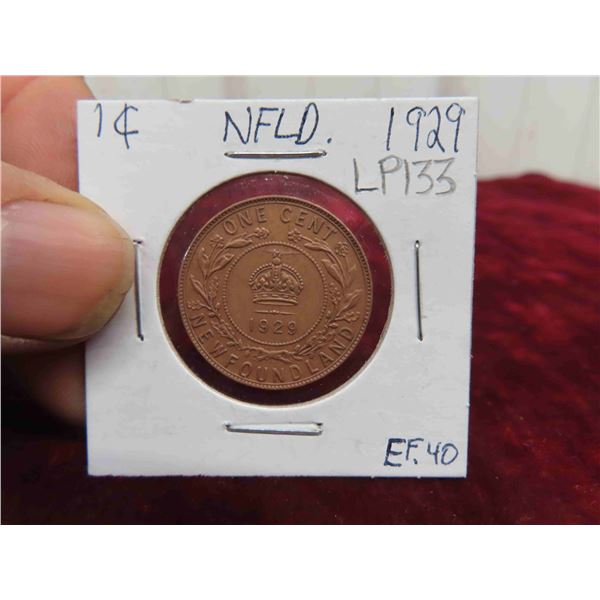 1¢ NFLD. 1929
LP133
ONE CENT
1929
NEWFOUNDLAND
EF.40